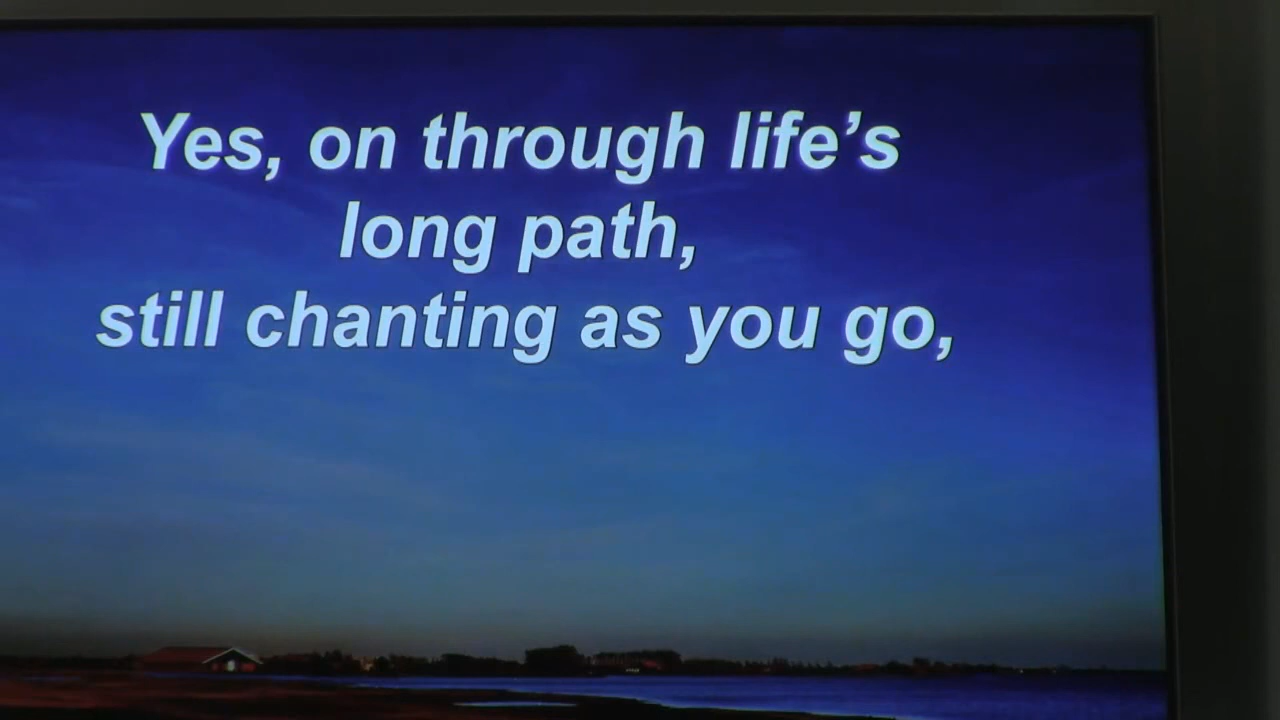 Yes, on through life’s
long path,
still chanting as you go,